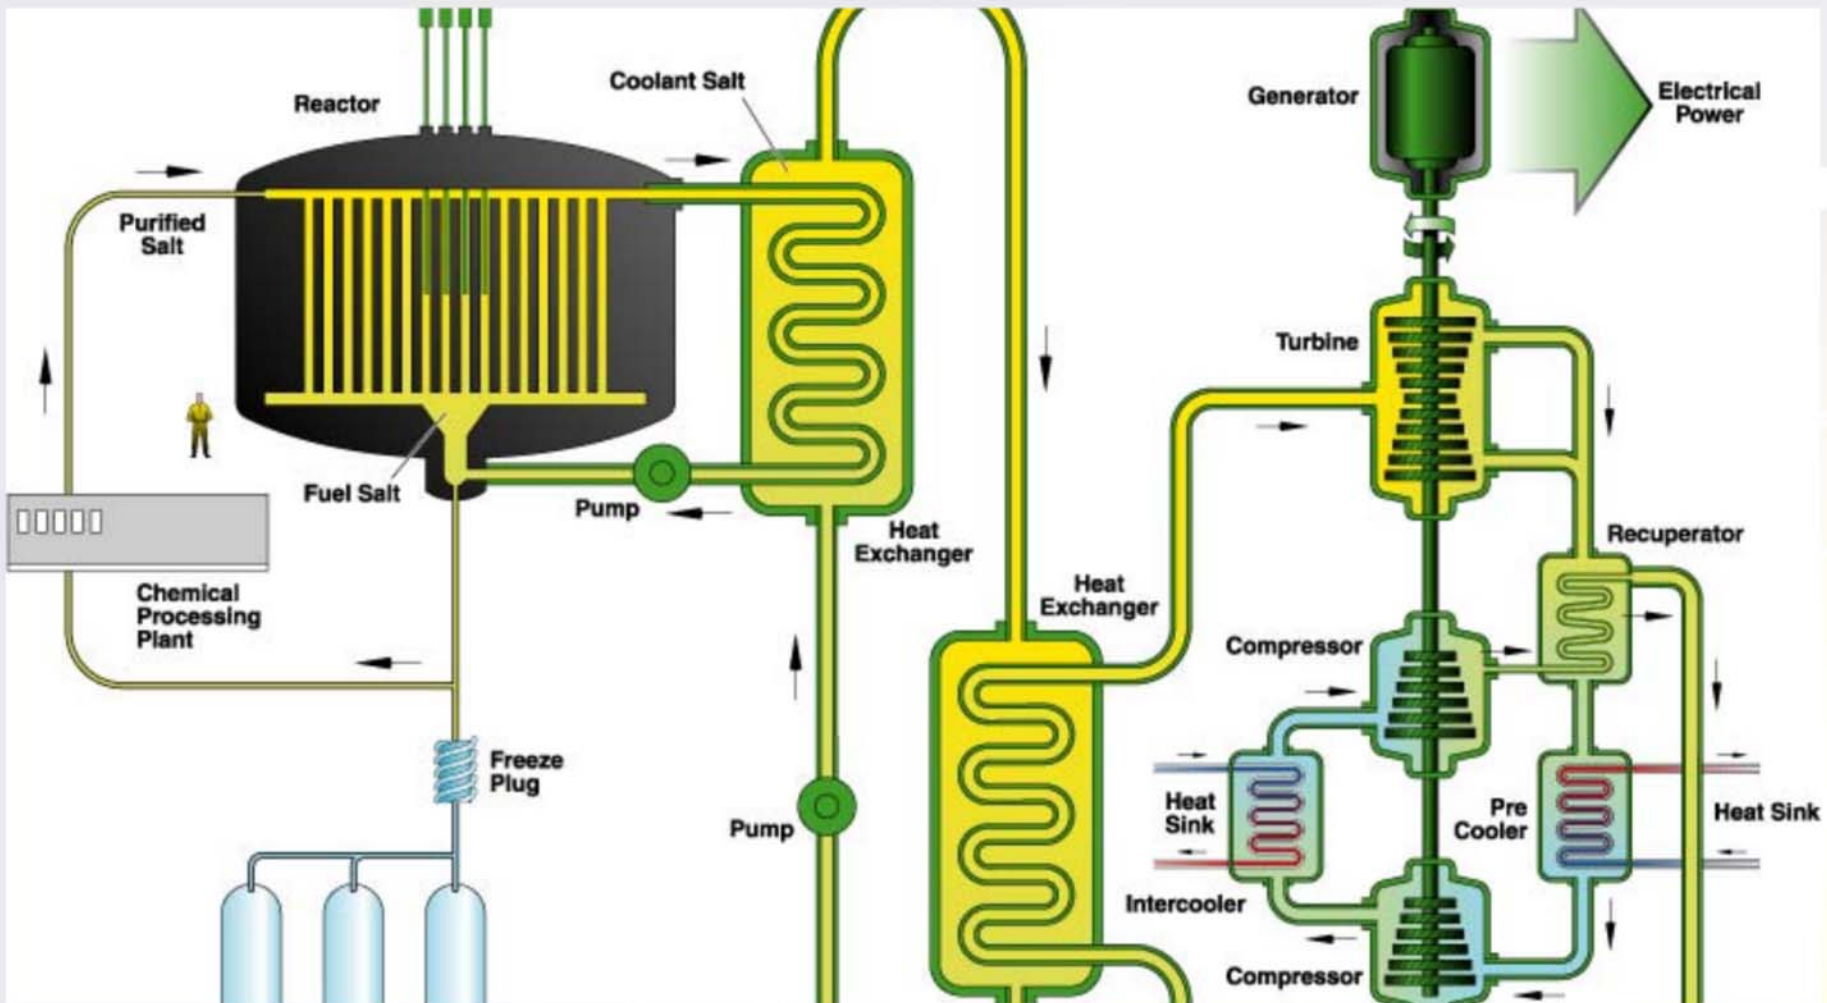 Reactor
Coolant Salt
Generator
Electrical
Power
Purified
Salt
Turbine
Fuel Salt
Pump
Heat
Exchanger
Recuperator
Chemical
Processing
Plant
Heat
Exchanger
Compressor
Freeze
Plug
Pump
Heat
Sink
Pre
Cooler
Heat Sink
Intercooler
Compressor